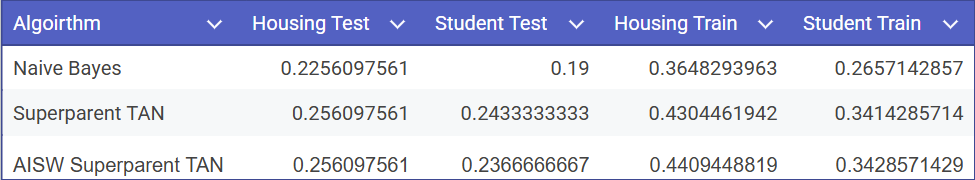 Algoirthm Housing Test Student Test Housing Train Student Train
Naive Bayes 0.2256097561 0.19 0.3648293963 0.2657142857
Superparent TAN 0.256097561 0.2433333333 0.4304461942 0.3414285714
AISW Superparent TAN 0.256097561 0.2366666667 0.4409448819 0.3428571429